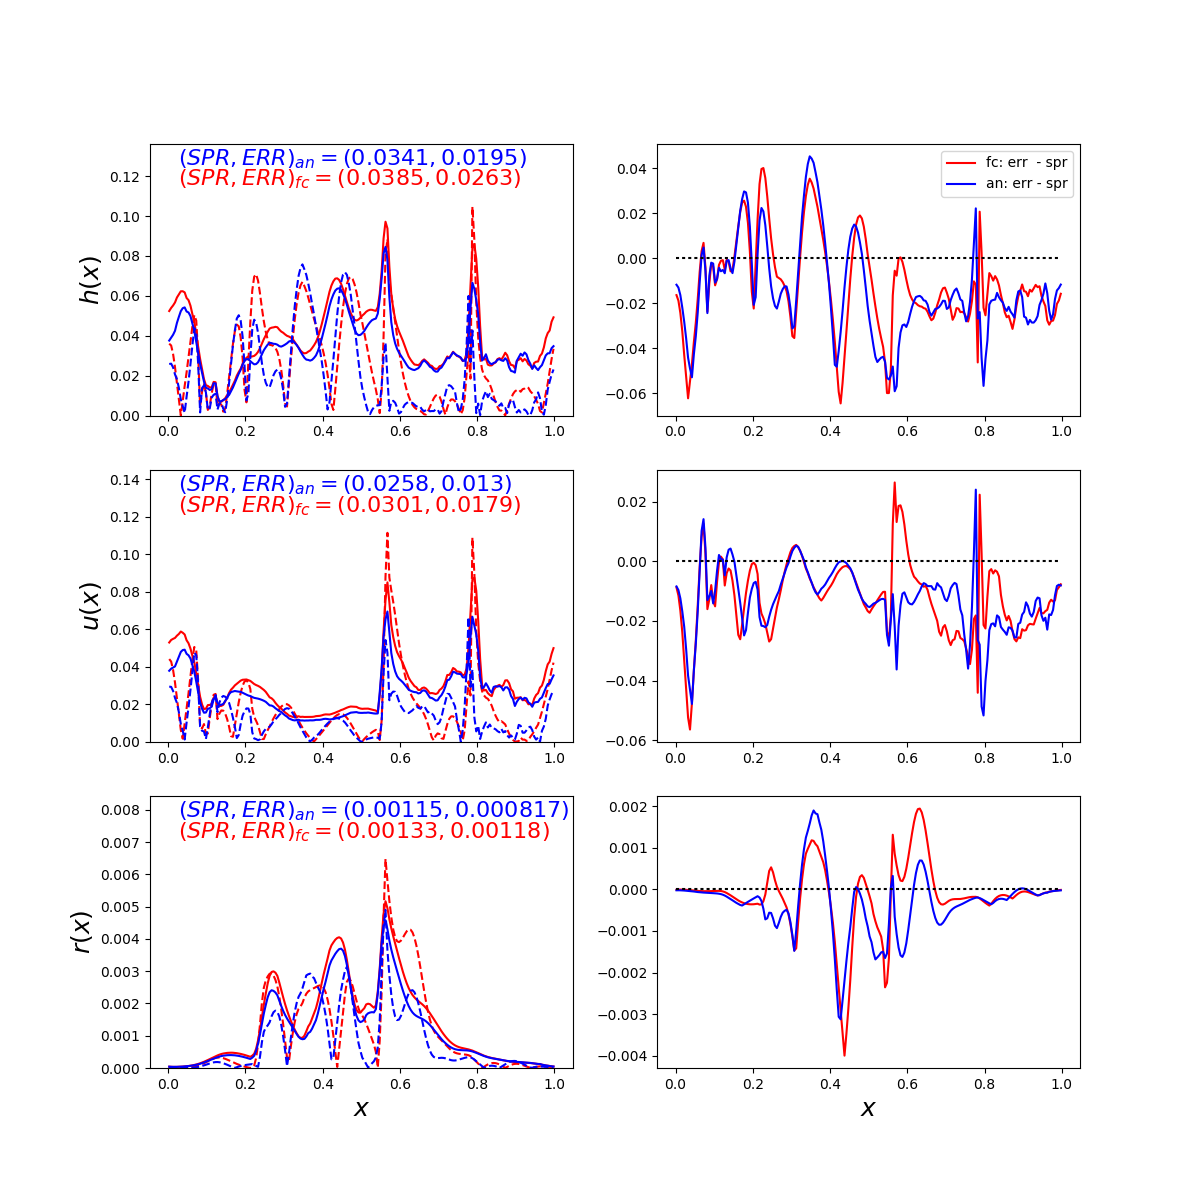 (SPR, ERR)an = (0.0341, 0.0195)
(SPR, ERR)fc = (0.0385, 0.0263)
h(x)
0.12
0.10
0.08
0.06
0.04
0.02
0.00
0.0 0.2 0.4 0.6 0.8 1.0
fc: err - spr
an: err - spr
0.04
0.02
0.00
−0.02
−0.04
−0.06
0.0 0.2 0.4 0.6 0.8 1.0
(SPR, ERR)an = (0.0258, 0.013)
(SPR, ERR)fc = (0.0301, 0.0179)
u(x)
0.14
0.12
0.10
0.08
0.06
0.04
0.02
0.00
0.0 0.2 0.4 0.6 0.8 1.0
0.02
0.00
−0.02
−0.04
−0.06
0.0 0.2 0.4 0.6 0.8 1.0
(SPR, ERR)an = (0.00115, 0.000817)
(SPR, ERR)fc = (0.00133, 0.00118)
r(x)
0.008
0.007
0.006
0.005
0.004
0.003
0.002
0.001
0.000
0.0 0.2 0.4 0.6 0.8 1.0
x
0.002
0.001
0.000
−0.001
−0.002
−0.003
−0.004
0.0 0.2 0.4 0.6 0.8 1.0
x